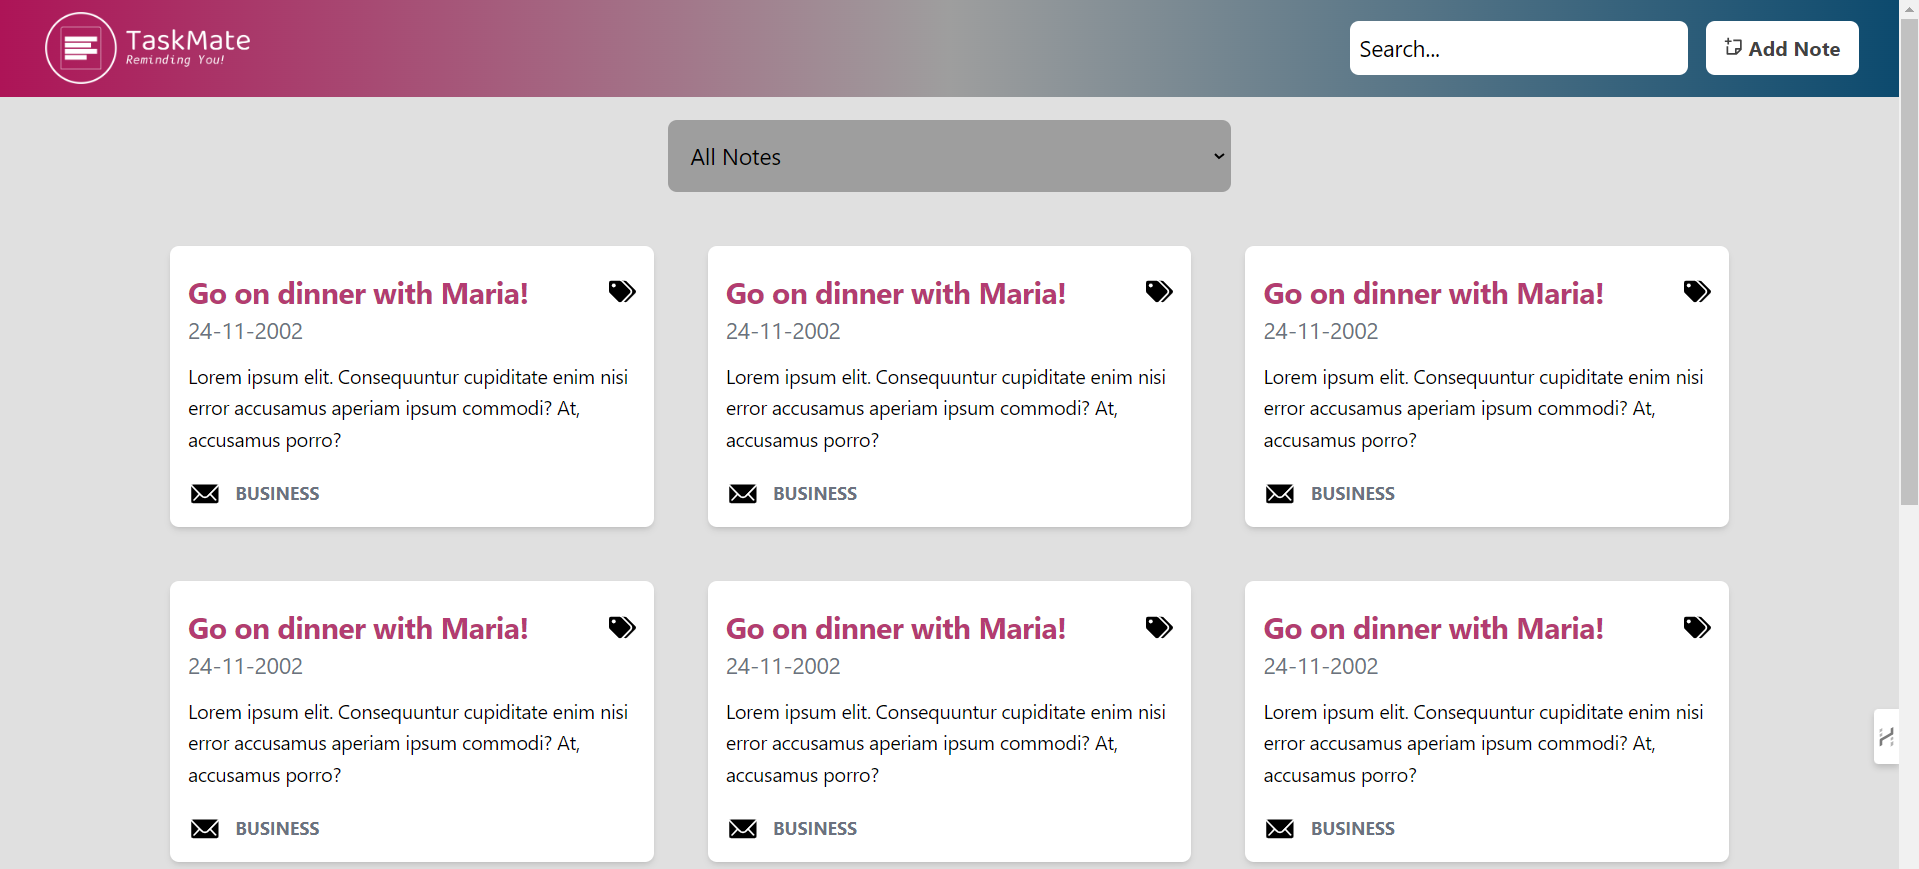 TaskMate
Reminding You!
Search...
Add Note
All Notes
Go on dinner with Maria!
24-11-2002
Lorem ipsum elit. Consequuntur cupiditate enim nisi
error accusamus aperiam ipsum commodi? At,
accusamus porro?
BUSINESS
Go on dinner with Maria!
24-11-2002
Lorem ipsum elit. Consequuntur cupiditate enim nisi
error accusamus aperiam ipsum commodi? At,
accusamus porro?
BUSINESS
Go on dinner with Maria!
24-11-2002
Lorem ipsum elit. Consequuntur cupiditate enim nisi
error accusamus aperiam ipsum commodi? At,
accusamus porro?
BUSINESS
Go on dinner with Maria!
24-11-2002
Lorem ipsum elit. Consequuntur cupiditate enim nisi
error accusamus aperiam ipsum commodi? At,
accusamus porro?
BUSINESS
Go on dinner with Maria!
24-11-2002
Lorem ipsum elit. Consequuntur cupiditate enim nisi
error accusamus aperiam ipsum commodi? At,
accusamus porro?
BUSINESS
Go on dinner with Maria!
24-11-2002
Lorem ipsum elit. Consequuntur cupiditate enim nisi
error accusamus aperiam ipsum commodi? At,
accusamus porro?
BUSINESS